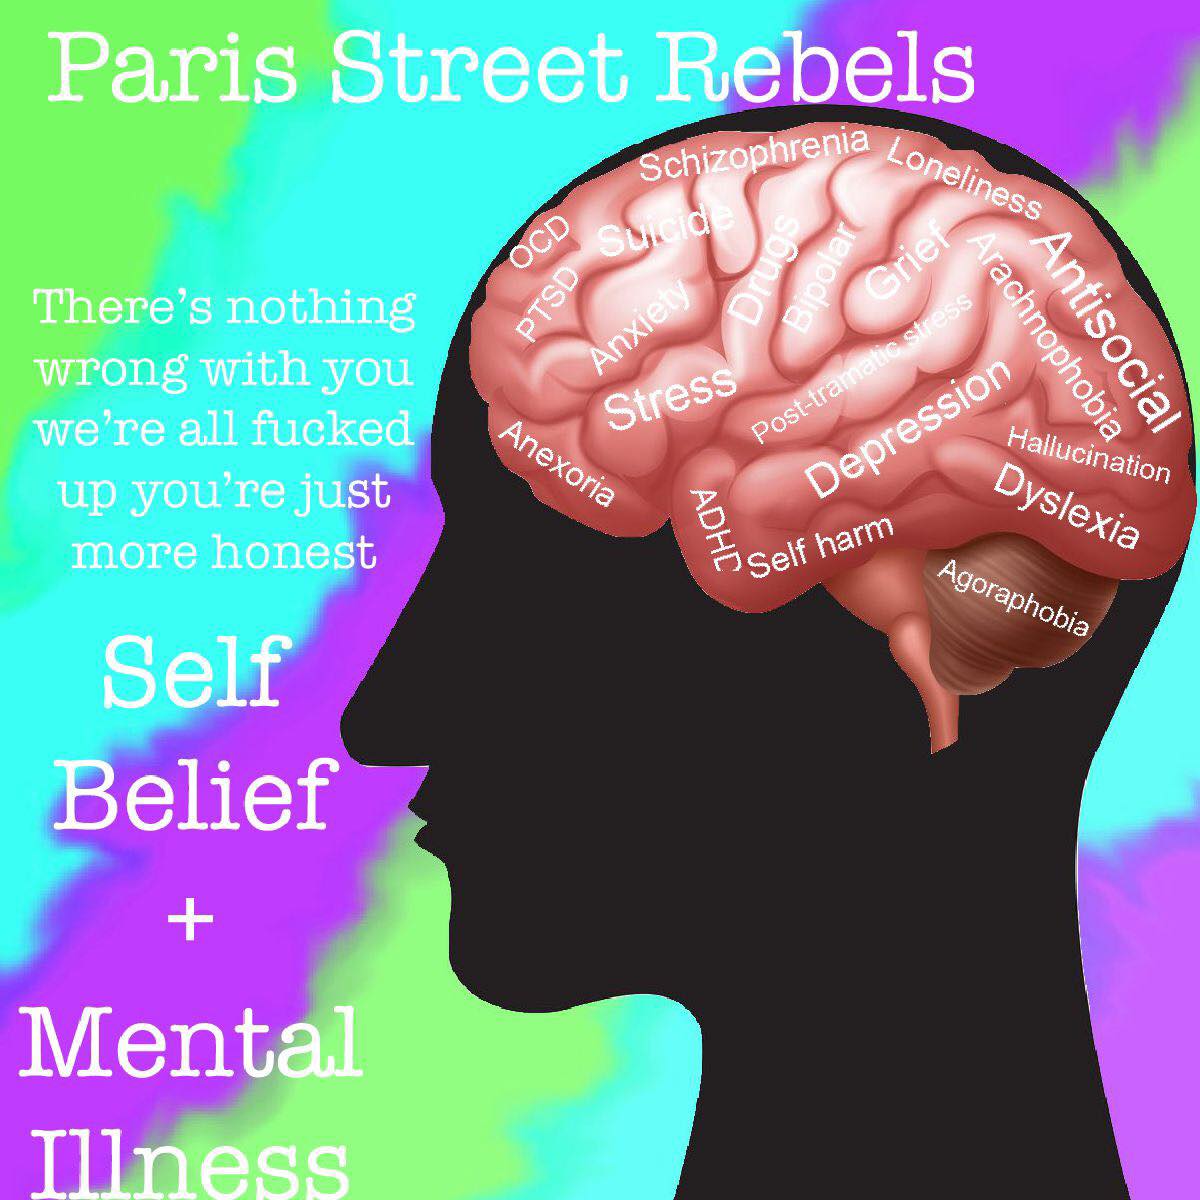 Paris Street Rebels
There's nothing
wrong with you
we're all fucked
up you're just
more honest
Self
Belief
+
Mental
Illness
Schizophrenia
Loneliness
OCD
Suicide
Drugs
Bipolar
Grief
Arachnophobia
Antisocial
PTSD
Anxiety
Stress
Post-tramatic stress
Depression
Hallucination
Dyslexia
Anexoria
ADHD
Self harm
Agoraphobia